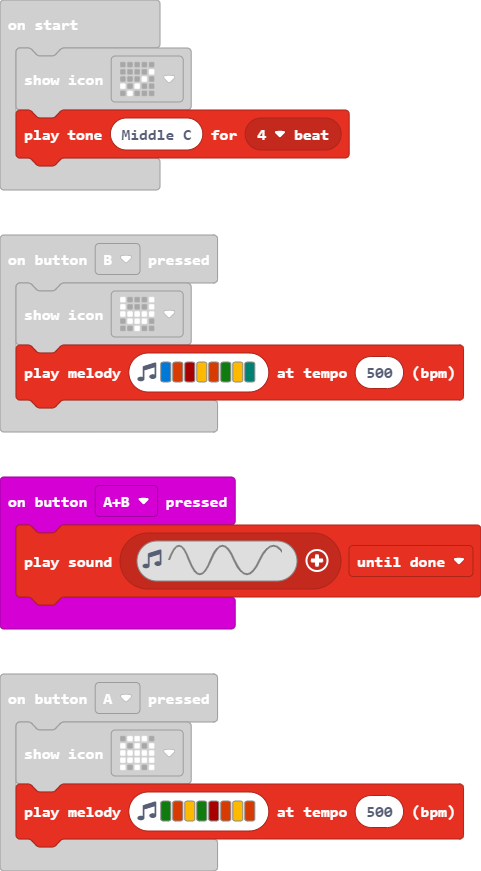 on start
show icon
play tone Middle C for 4 beat
on button B pressed
show icon
play melody at tempo 500 (bpm)
on button A+B pressed
play sound until done
on button A pressed
show icon
play melody at tempo 500 (bpm)